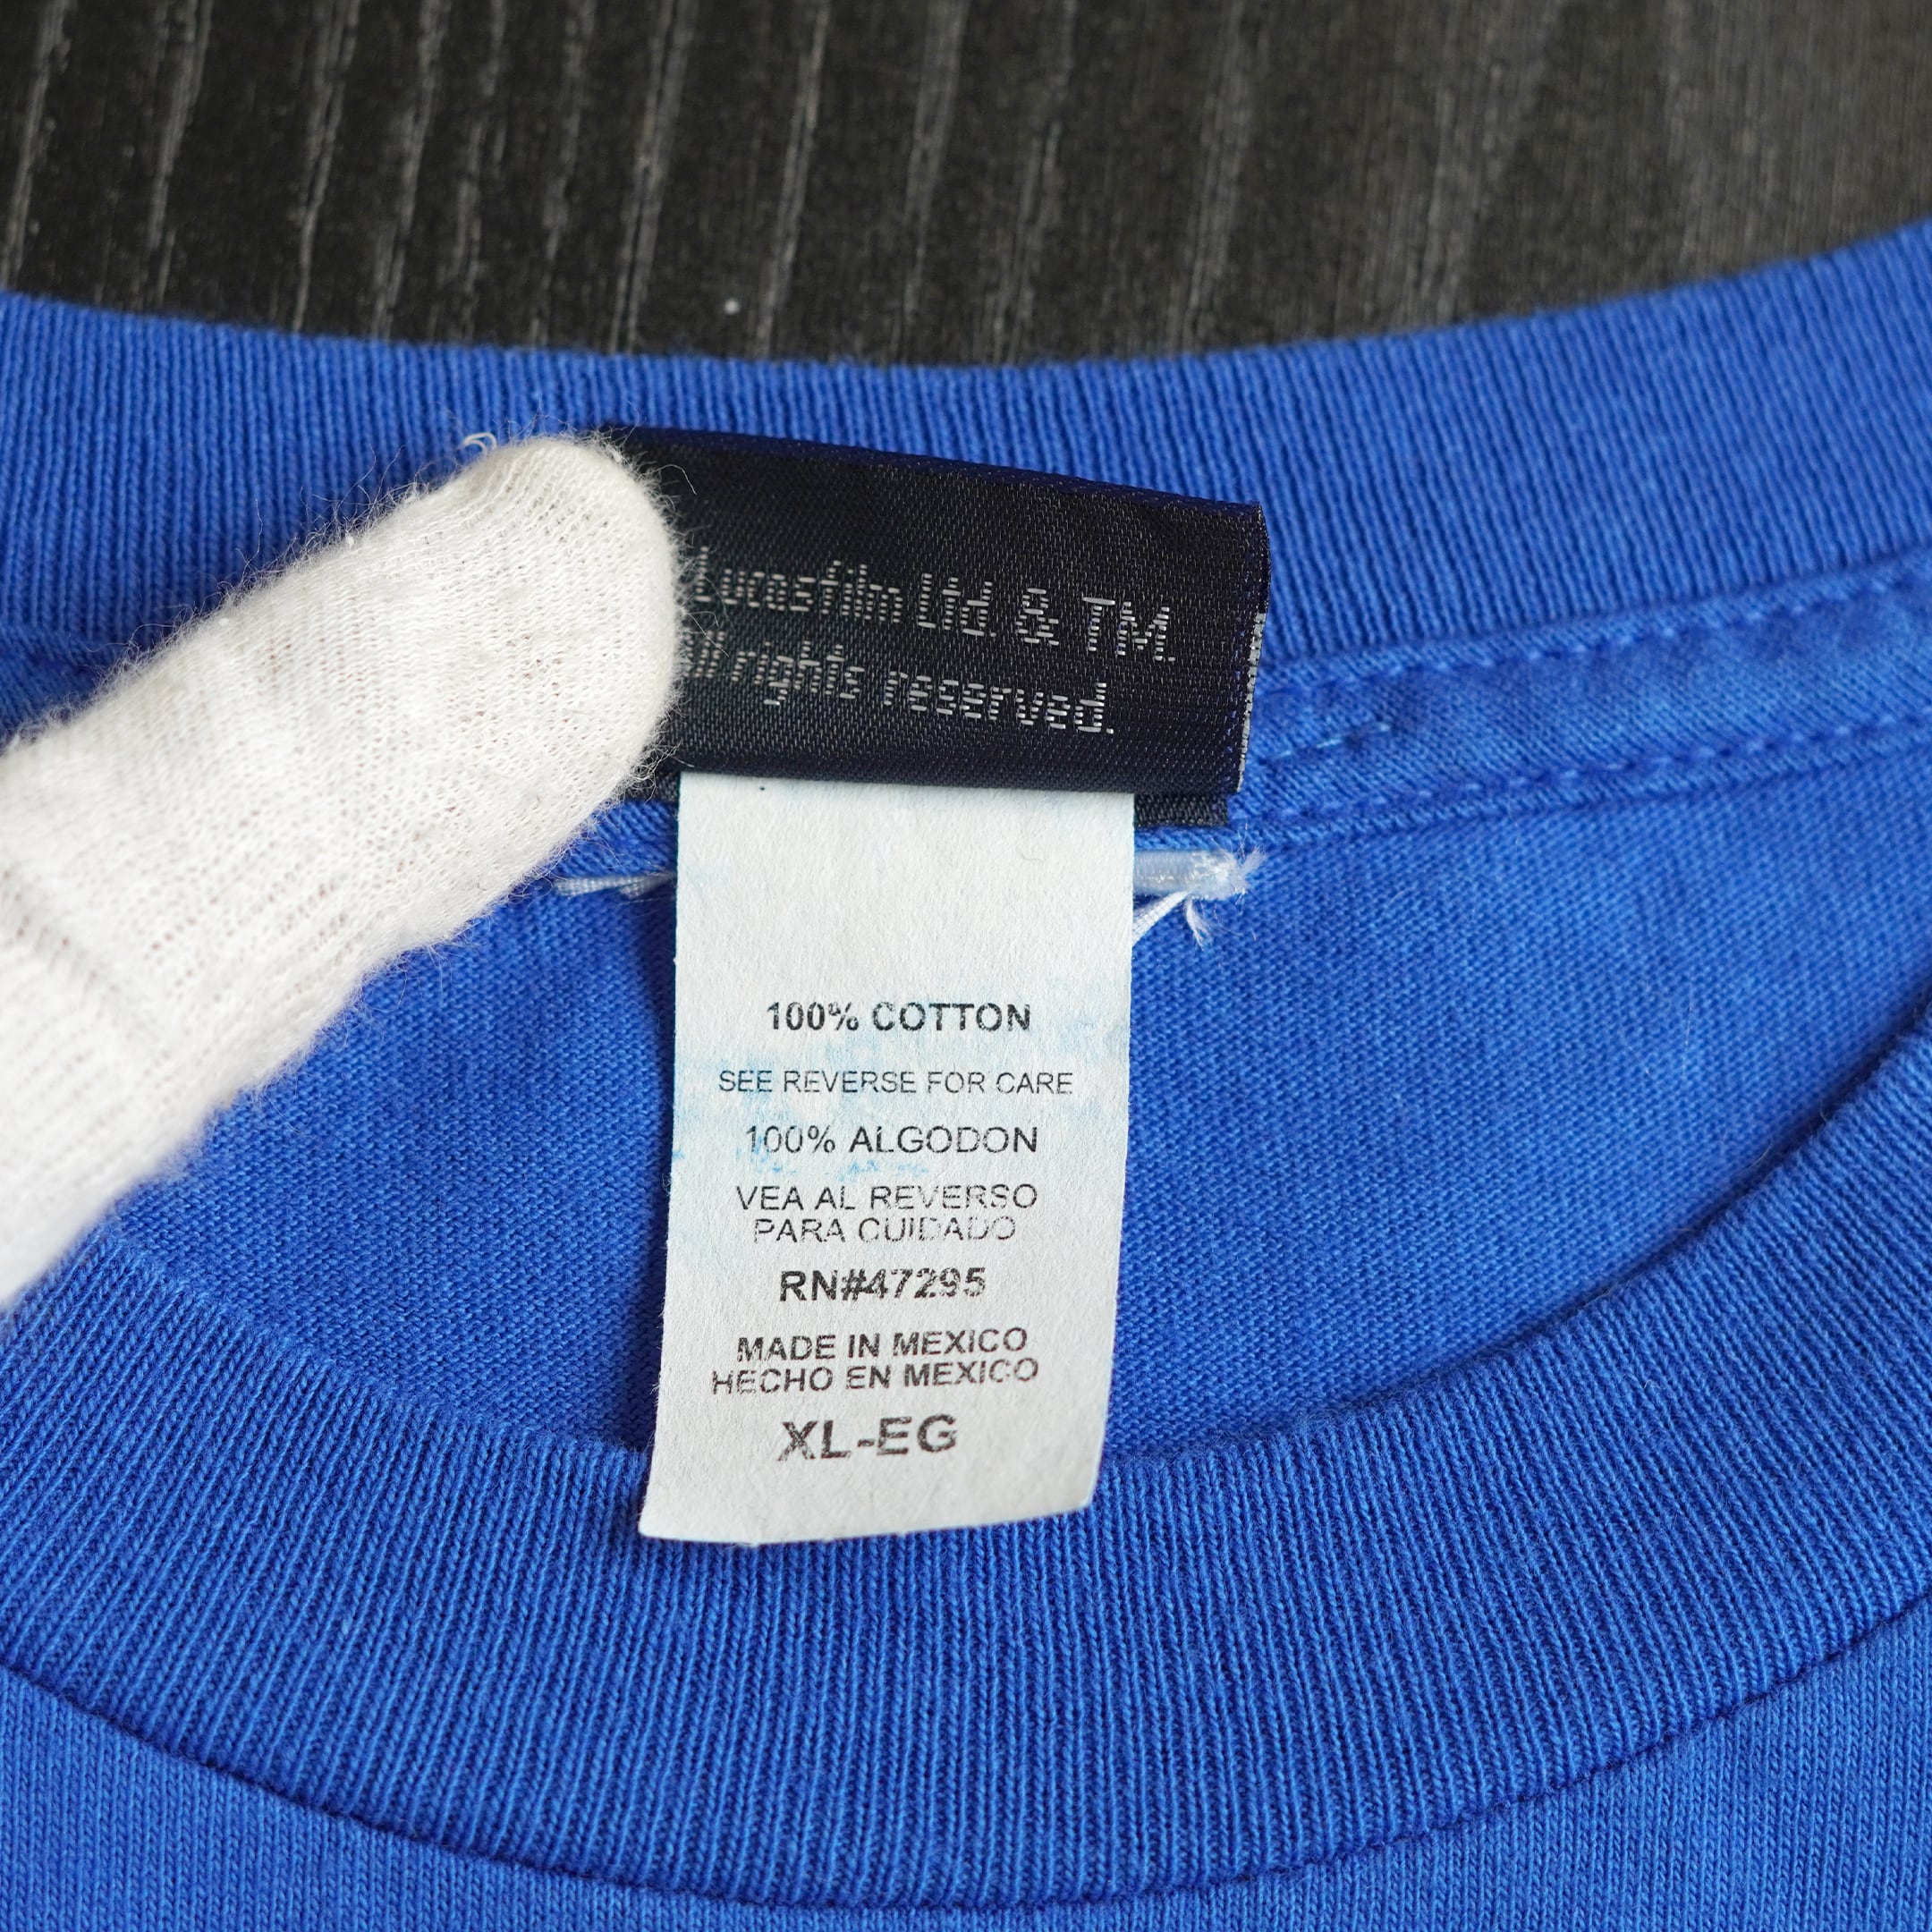 Lucasfilm Ltd. & TM.
All rights reserved.
100% COTTON
SEE REVERSE FOR CARE
100% ALGODON
VEA AL REVERSO
PARA CUIDADO
RN#47295
MADE IN MEXICO
HECHO EN MEXICO
XL-EG